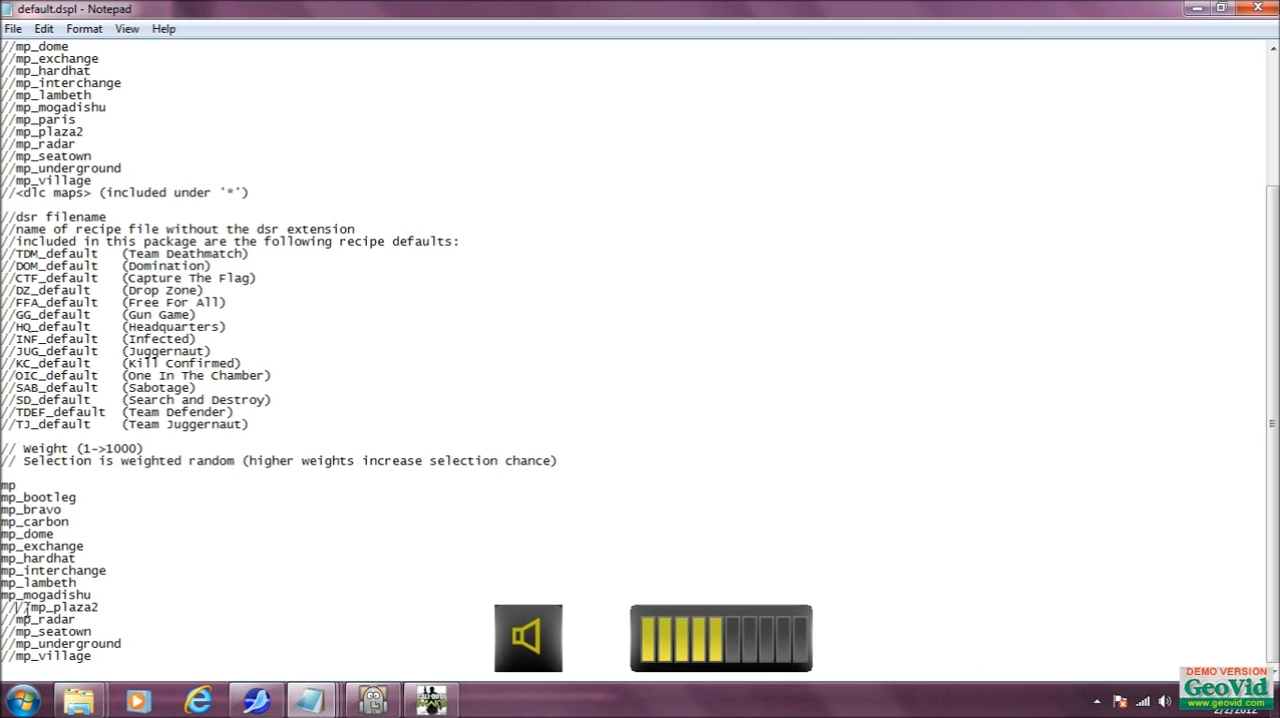 default.dspl - Notepad
File Edit Format View Help
//mp_dome
//mp_exchange
//mp_hardhat
//mp_interchange
//mp_lambeth
//mp_mogadishu
//mp_paris
//mp_plaza2
//mp_radar
//mp_seatown
//mp_underground
//mp_village
//<dlc maps> (included under '*')
//dsr filename
//name of recipe file without the dsr extension
//included in this package are the following recipe defaults:
//TDM_default (Team Deathmatch)
//DOM_default (Domination)
//CTF_default (Capture The Flag)
//DZ_default (Drop Zone)
//FFA_default (Free For All)
//GG_default (Gun Game)
//HQ_default (Headquarters)
//INF_default (Infected)
//JUG_default (Juggernaut)
//KC_default (Kill Confirmed)
//OIC_default (One In The Chamber)
//SAB_default (Sabotage)
//SD_default (Search and Destroy)
//TDEF_default (Team Defender)
//TJ_default (Team Juggernaut)
// Weight (1->1000)
// Selection is weighted random (higher weights increase selection chance)
mp
mp_bootleg
mp_bravo
mp_carbon
mp_dome
mp_exchange
mp_hardhat
mp_interchange
mp_lambeth
mp_mogadishu
mp_plaza2
//mp_radar
//mp_seatown
//mp_underground
//mp_village
DEMO VERSION
GeoVid
www.geovid.com
2/2/2012